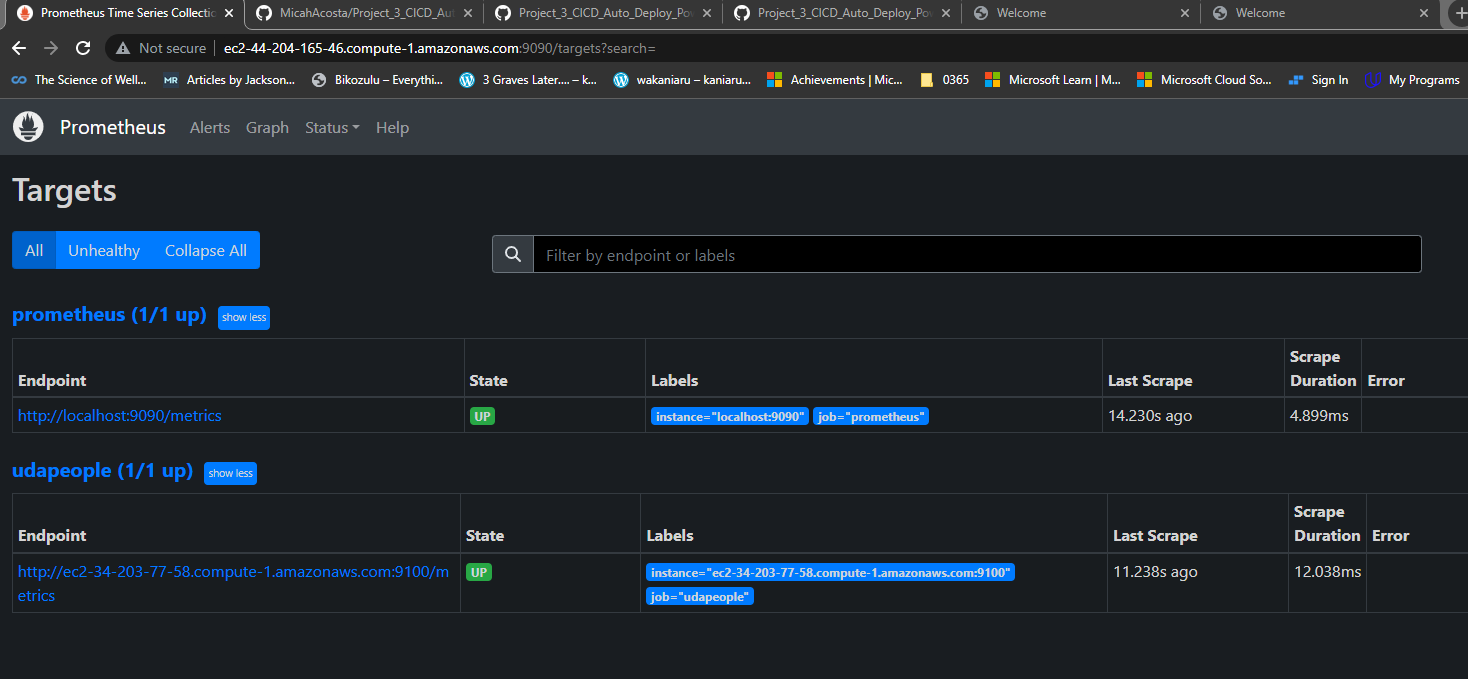 Prometheus Time Series Collectio
MicahAcosta/Project_3_CICD_Aut
Project_3_CICD_Auto_Deploy_Po
Project_3_CICD_Auto_Deploy_Po
Welcome
Welcome
Not secure
ec2-44-204-165-46.compute-1.amazonaws.com:9090/targets?search=
The Science of Well...
MR Articles by Jackson...
Bikozulu – Everythi...
3 Graves Later.... – k...
wakaniaru – kaniaru...
Achievements | Mic...
0365
Microsoft Learn | M...
Microsoft Cloud So...
Sign In
My Programs
Prometheus Alerts Graph Status Help
Targets
All Unhealthy Collapse All
Filter by endpoint or labels
prometheus (1/1 up) show less
Endpoint State Labels Last Scrape Scrape Duration Error
http://localhost:9090/metrics UP instance="localhost:9090" job="prometheus" 14.230s ago 4.899ms
udapeople (1/1 up) show less
Endpoint State Labels Last Scrape Scrape Duration Error
http://ec2-34-203-77-58.compute-1.amazonaws.com:9100/m UP instance="ec2-34-203-77-58.compute-1.amazonaws.com:9100" 11.238s ago 12.038ms
etrics job="udapeople"